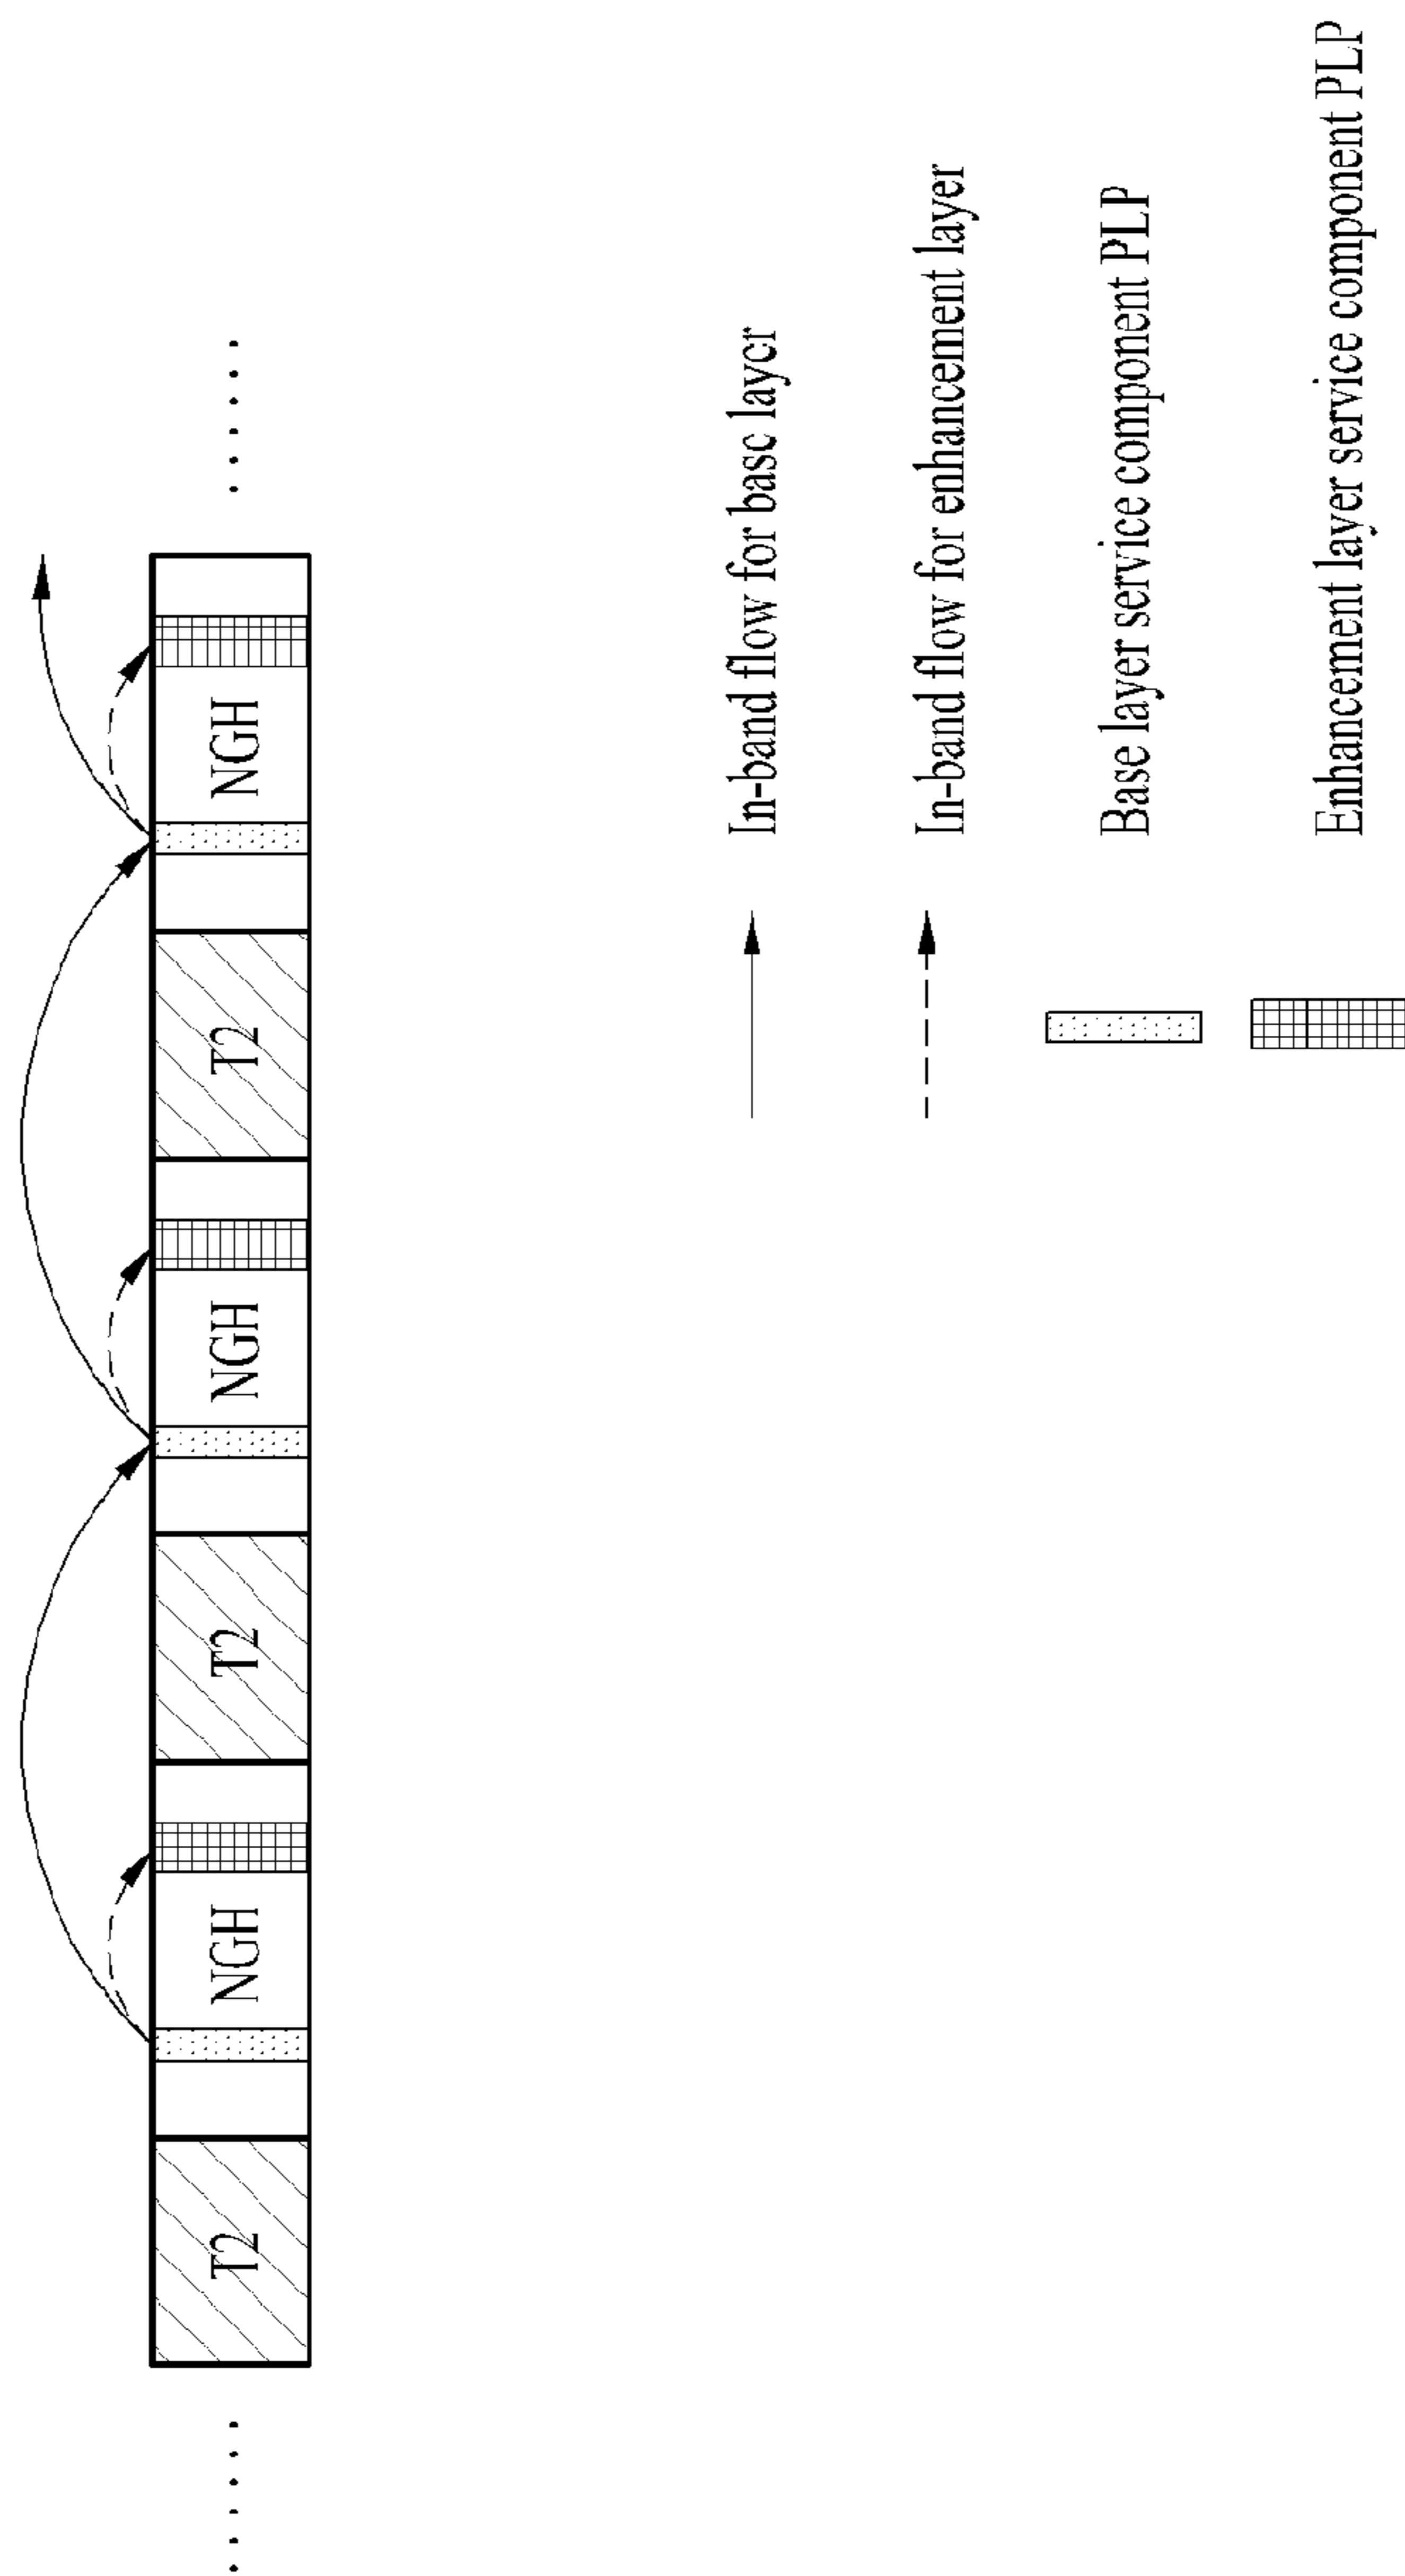 T2
NGH
T2
NGH
T2
NGH
In-band flow for base layer
In-band flow for enhancement layer
Base layer service component PLP
Enhancement layer service component PLP